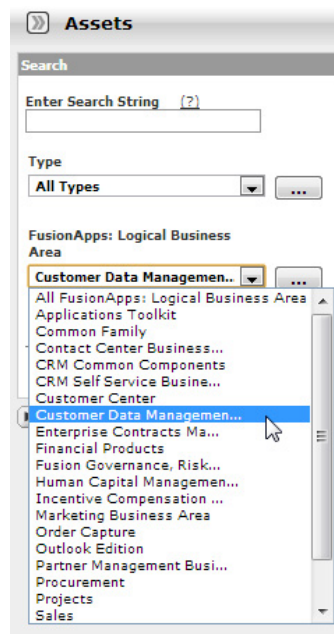 Assets
Search
Enter Search String (?)
Type
All Types ...
FusionApps: Logical Business
Area
Customer Data Managemen.. ...
All FusionApps: Logical Business Area
Applications Toolkit
Common Family
Contact Center Business...
CRM Common Components
CRM Self Service Busine...
Customer Center
Customer Data Managemen...
Enterprise Contracts Ma...
Financial Products
Fusion Governance, Risk...
Human Capital Managemen...
Incentive Compensation ...
Marketing Business Area
Order Capture
Outlook Edition
Partner Management Busi...
Procurement
Projects
Sales